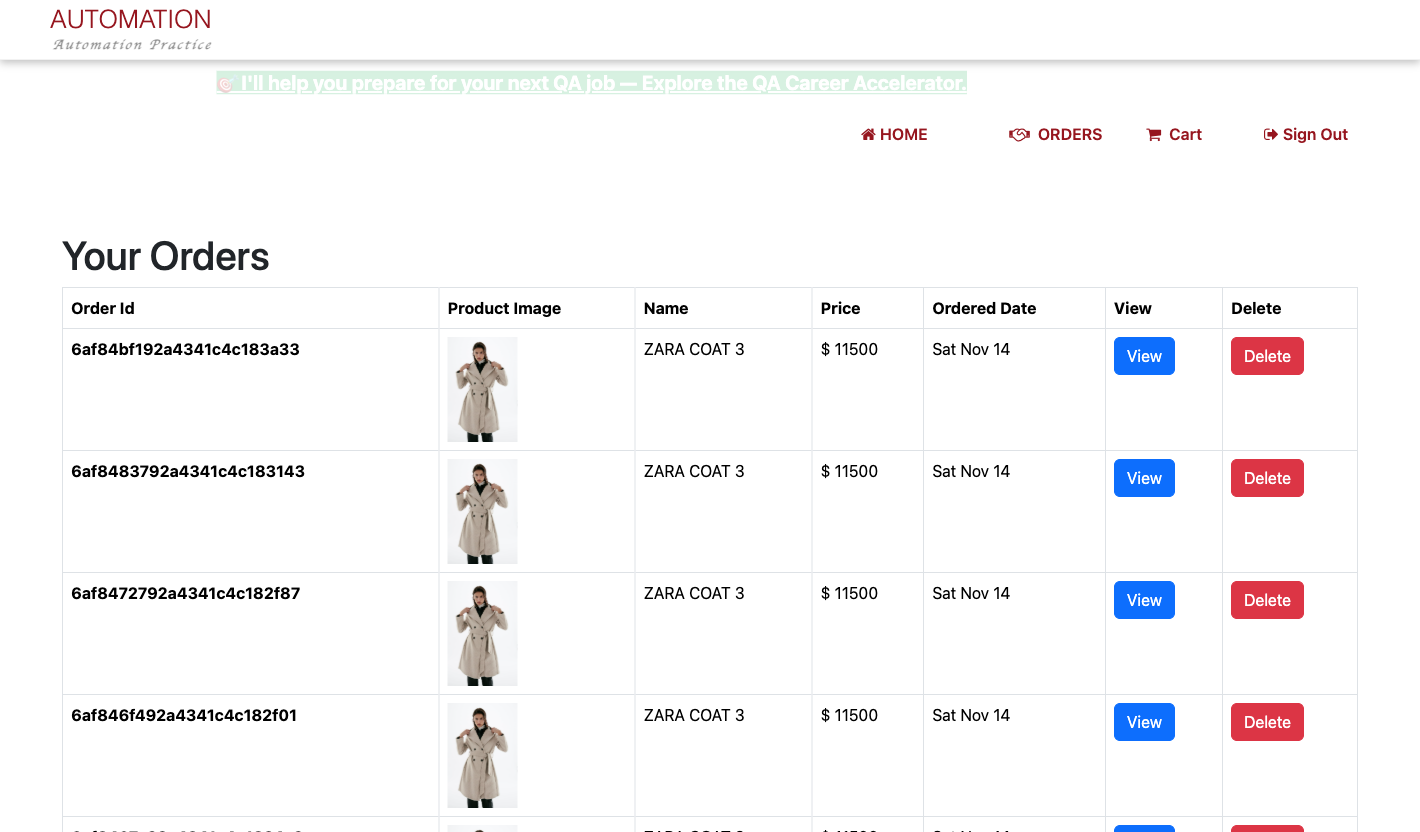 AUTOMATION
Automation Practice
🎯 I'll help you prepare for your next QA job — Explore the QA Career Accelerator.
HOME ORDERS Cart Sign Out
Your Orders
Order Id Product Image Name Price Ordered Date View Delete
6af84bf192a4341c4c183a33 ZARA COAT 3 $ 11500 Sat Nov 14 View Delete
6af8483792a4341c4c183143 ZARA COAT 3 $ 11500 Sat Nov 14 View Delete
6af8472792a4341c4c182f87 ZARA COAT 3 $ 11500 Sat Nov 14 View Delete
6af846f492a4341c4c182f01 ZARA COAT 3 $ 11500 Sat Nov 14 View Delete